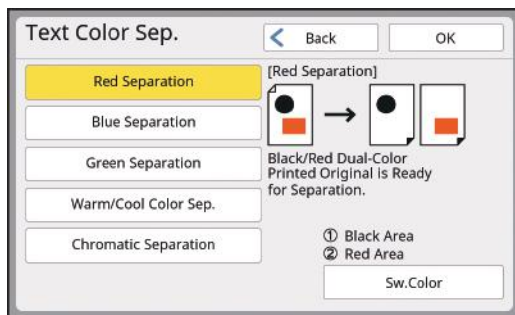 Text Color Sep.
Back
OK
Red Separation
Blue Separation
Green Separation
Warm/Cool Color Sep.
Chromatic Separation
[Red Separation]
Black/Red Dual-Color
Printed Original is Ready
for Separation.
① Black Area
② Red Area
Sw.Color